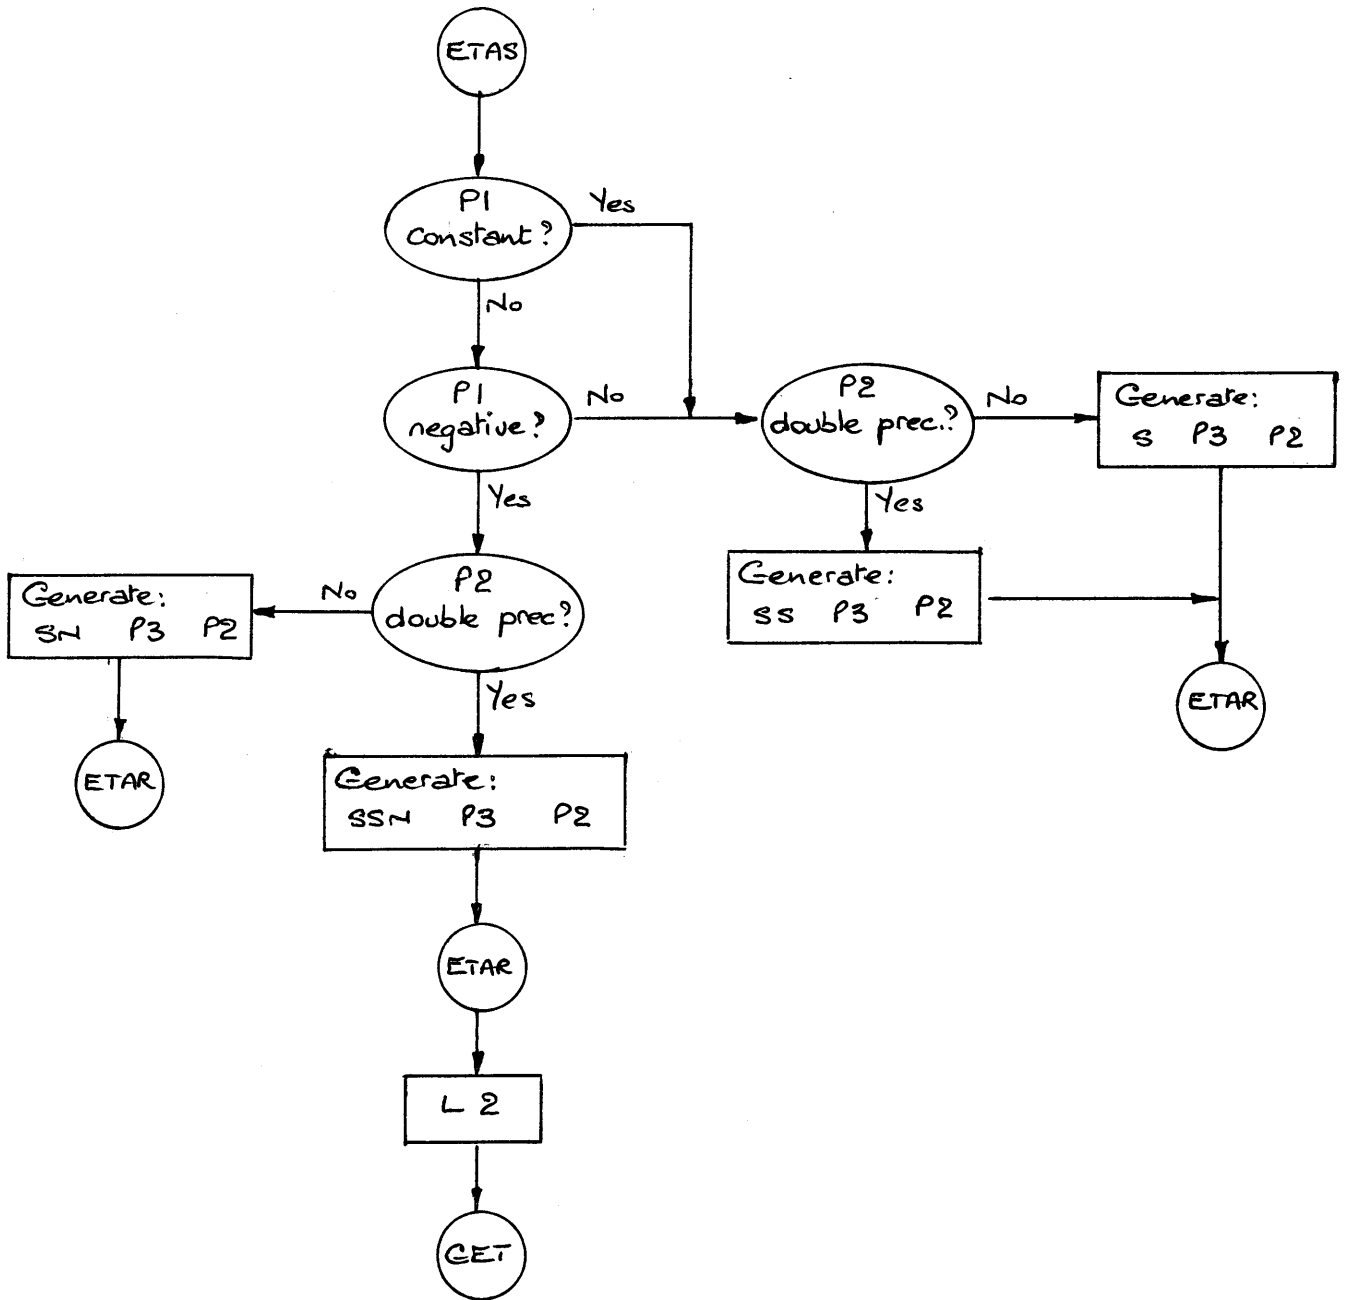 ETAS
P1
constant?
Yes
No
P1
negative?
No
P2
double prec.?
No
Generate:
S P3 P2
Yes
Yes
Generate:
SS P3 P2
ETAR
P2
double prec?
No
Generate:
SN P3 P2
ETAR
Yes
Generate:
SSN P3 P2
ETAR
L 2
GET